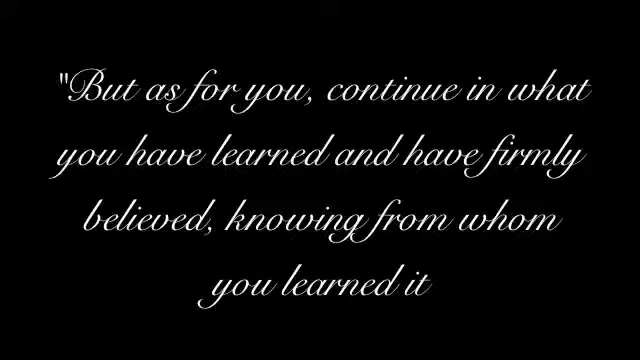 "But as for you, continue in what
you have learned and have firmly
believed, knowing from whom
you learned it